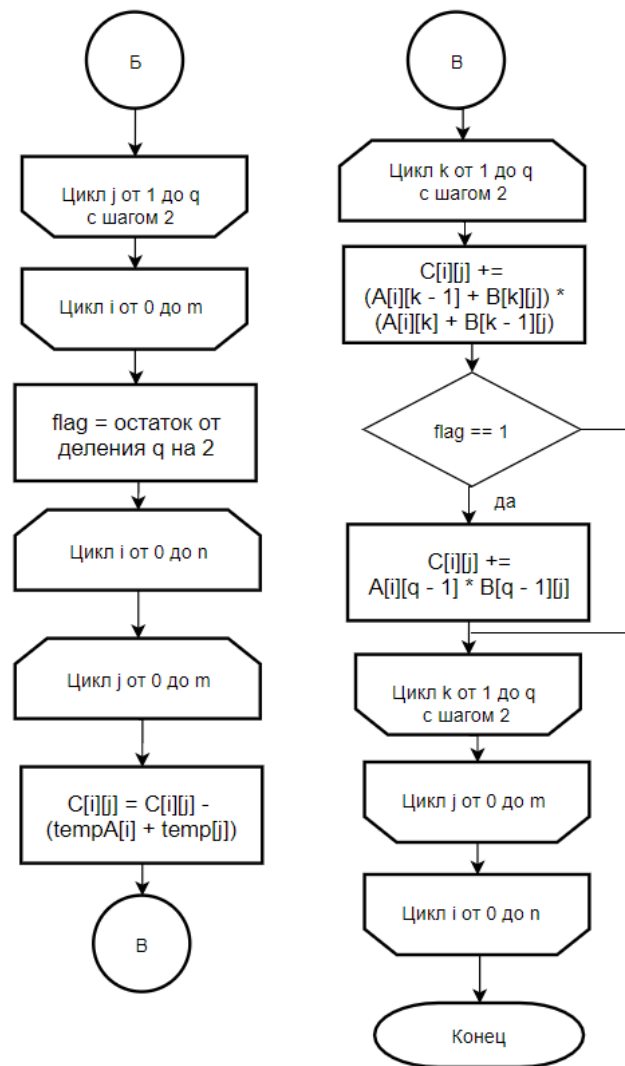 Б
Цикл j от 1 до q
с шагом 2
Цикл i от 0 до m
flag = остаток от
деления q на 2
Цикл i от 0 до n
Цикл j от 0 до m
C[i][j] = C[i][j] -
(tempA[i] + temp[j])
В
В
Цикл k от 1 до q
с шагом 2
C[i][j] +=
(A[i][k - 1] + B[k][j]) *
(A[i][k] + B[k - 1][j)
flag == 1
да
C[i][j] +=
A[i][q - 1] * B[q - 1][j]
Цикл k от 1 до q
с шагом 2
Цикл j от 0 до m
Цикл i от 0 до n
Конец